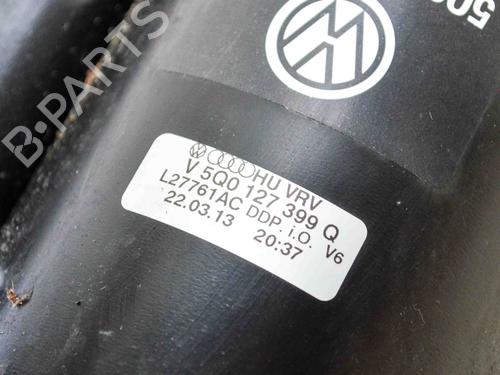 B-PARTS
HU VRV
V 5Q0 127 399 Q
L27761AC DDP. i.O. V6
22.03.13 20:37